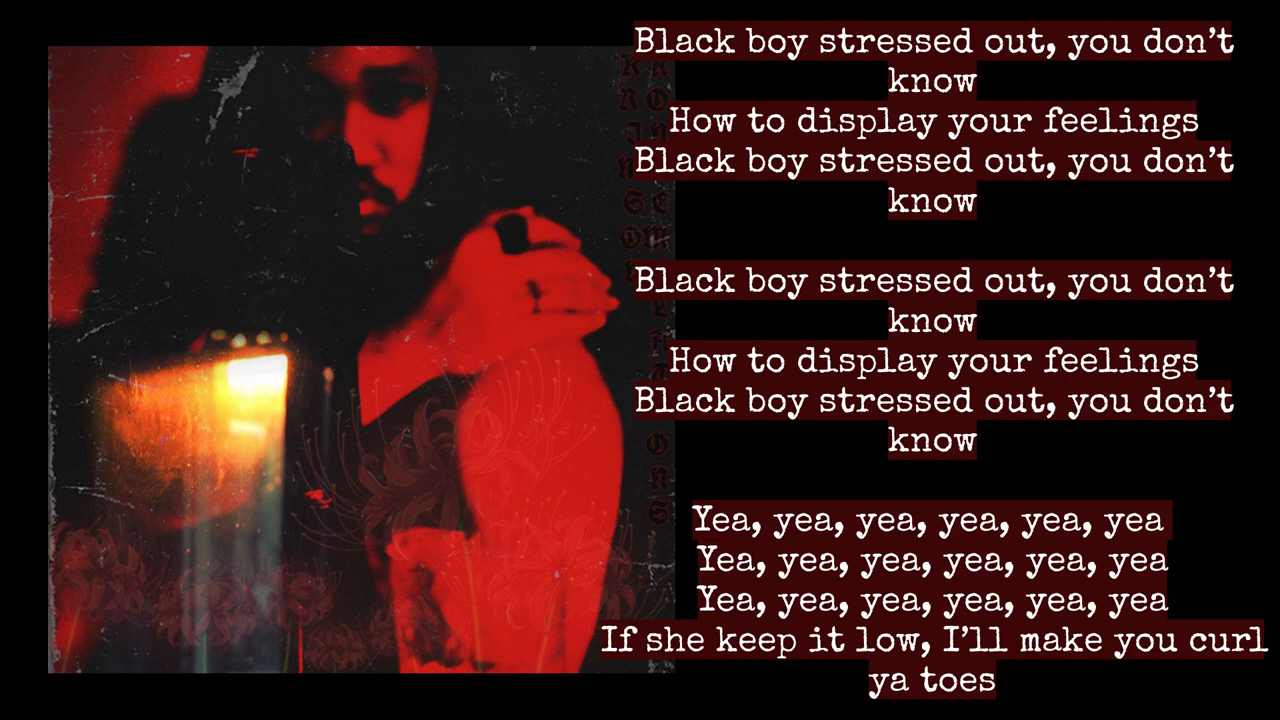 Black boy stressed out, you don't
know
How to display your feelings
Black boy stressed out, you don't
know
Black boy stressed out, you don't
know
How to display your feelings
Black boy stressed out, you don't
know
Yea, yea, yea, yea, yea, yea
Yea, yea, yea, yea, yea, yea
Yea, yea, yea, yea, yea, yea
If she keep it low, I'll make you curl
ya toes